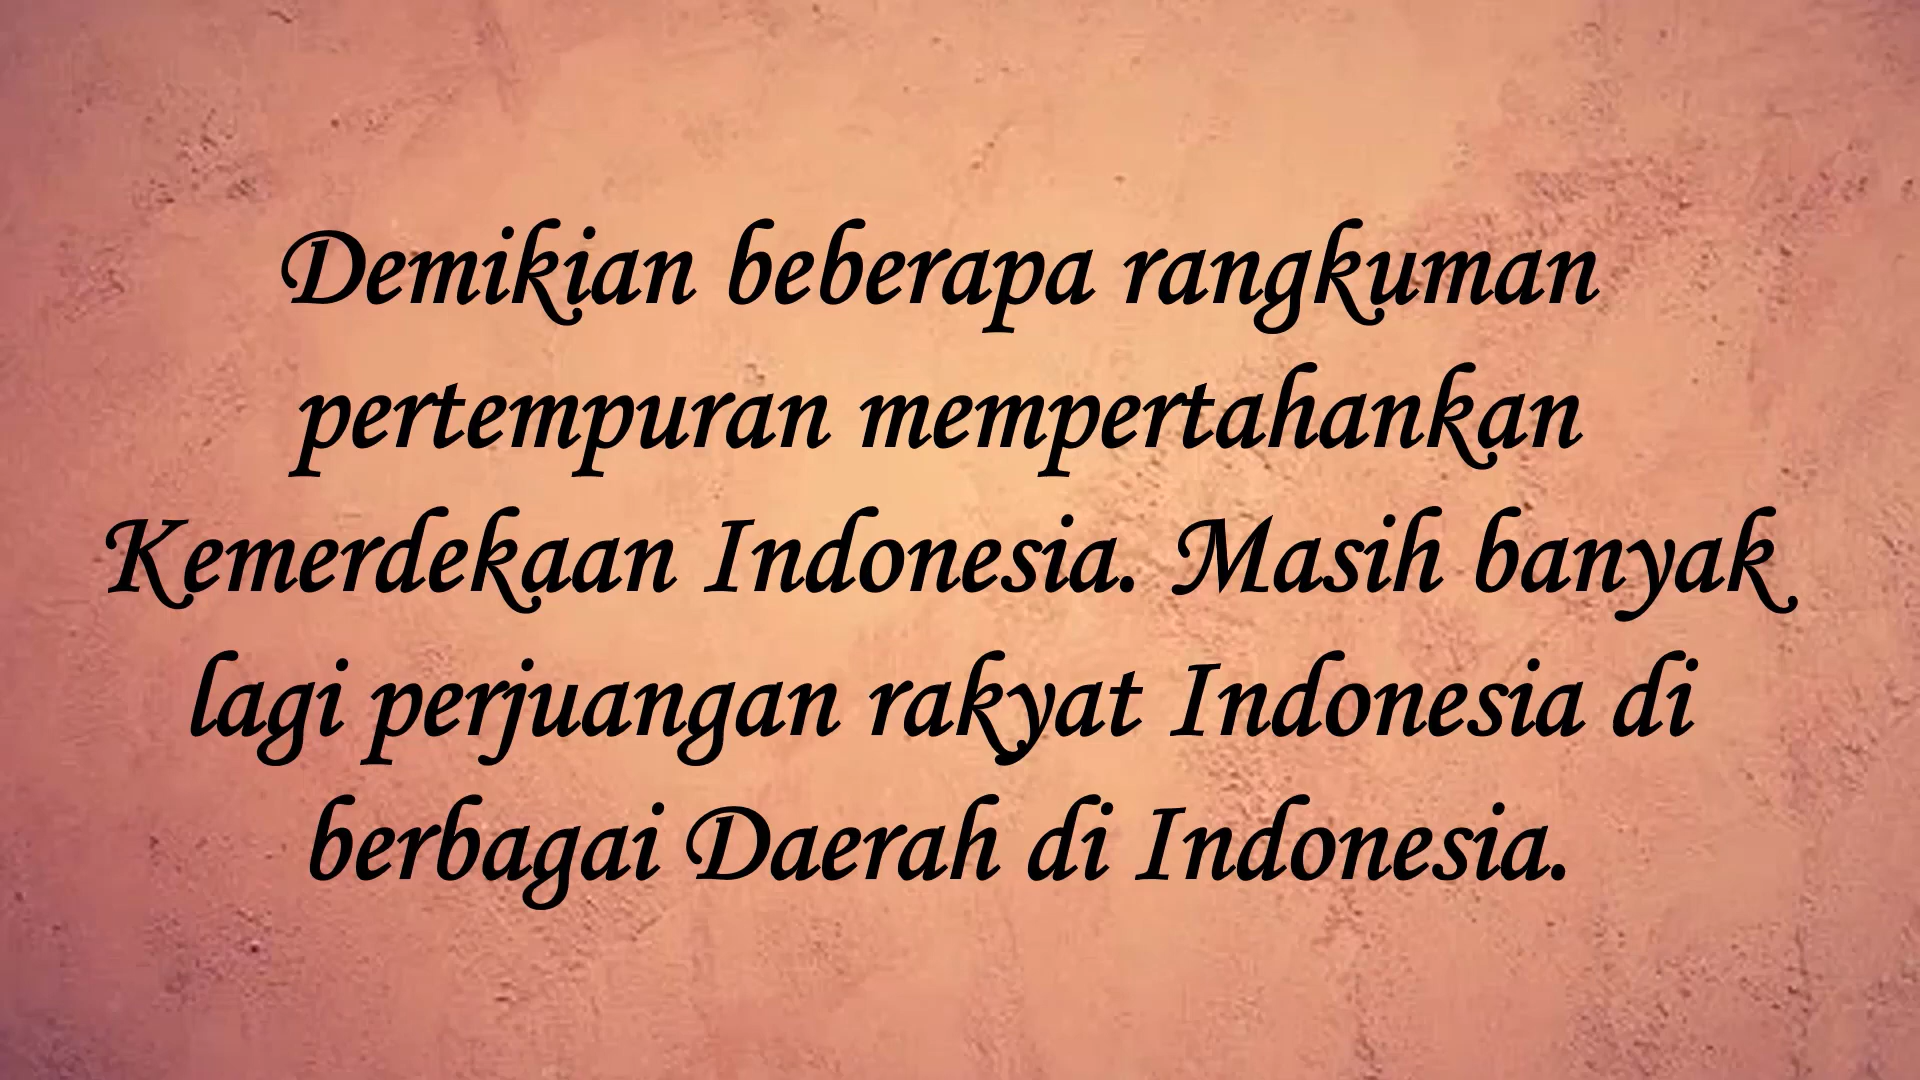 Demikian beberapa rangkuman
pertempuran mempertahankan
Kemerdekaan Indonesia. Masih banyak
lagi perjuangan rakyat Indonesia di
berbagai Daerah di Indonesia.